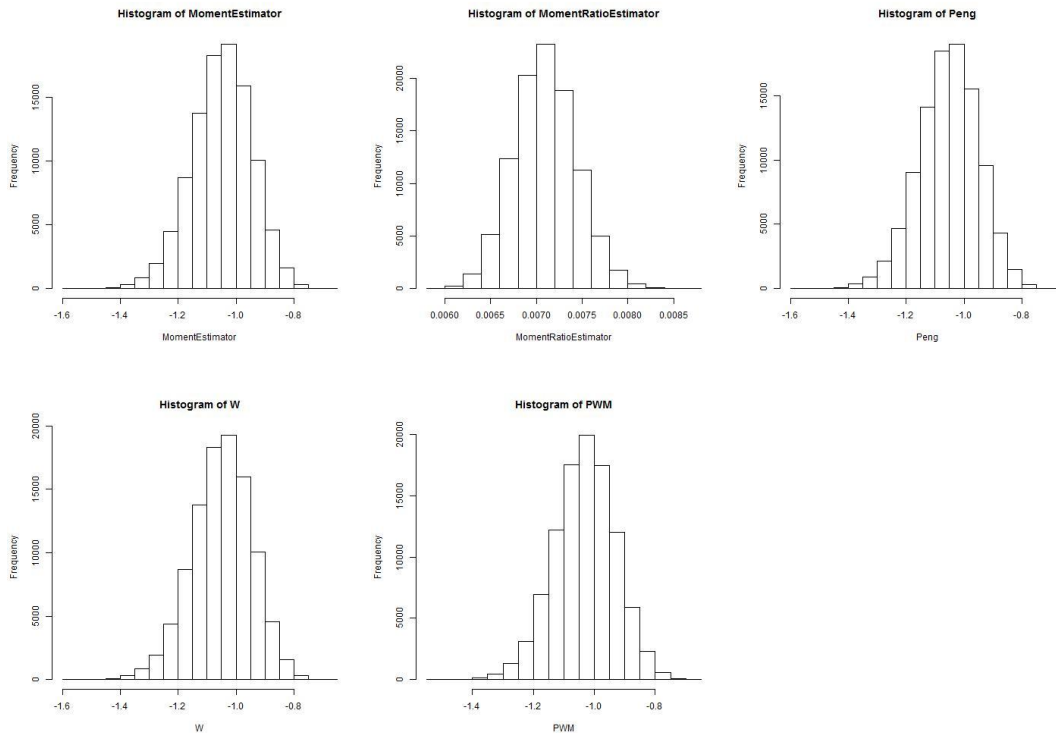 Histogram of MomentEstimator
Frequency
0 5000 10000 15000
-1.6 -1.4 -1.2 -1.0 -0.8
MomentEstimator
Histogram of MomentRatioEstimator
Frequency
0 5000 10000 15000 20000
0.0060 0.0065 0.0070 0.0075 0.0080 0.0085
MomentRatioEstimator
Histogram of Peng
Frequency
0 5000 10000 15000
-1.6 -1.4 -1.2 -1.0 -0.8
Peng
Histogram of W
Frequency
0 5000 10000 15000 20000
-1.6 -1.4 -1.2 -1.0 -0.8
W
Histogram of PWM
Frequency
0 5000 10000 15000 20000
-1.4 -1.2 -1.0 -0.8
PWM